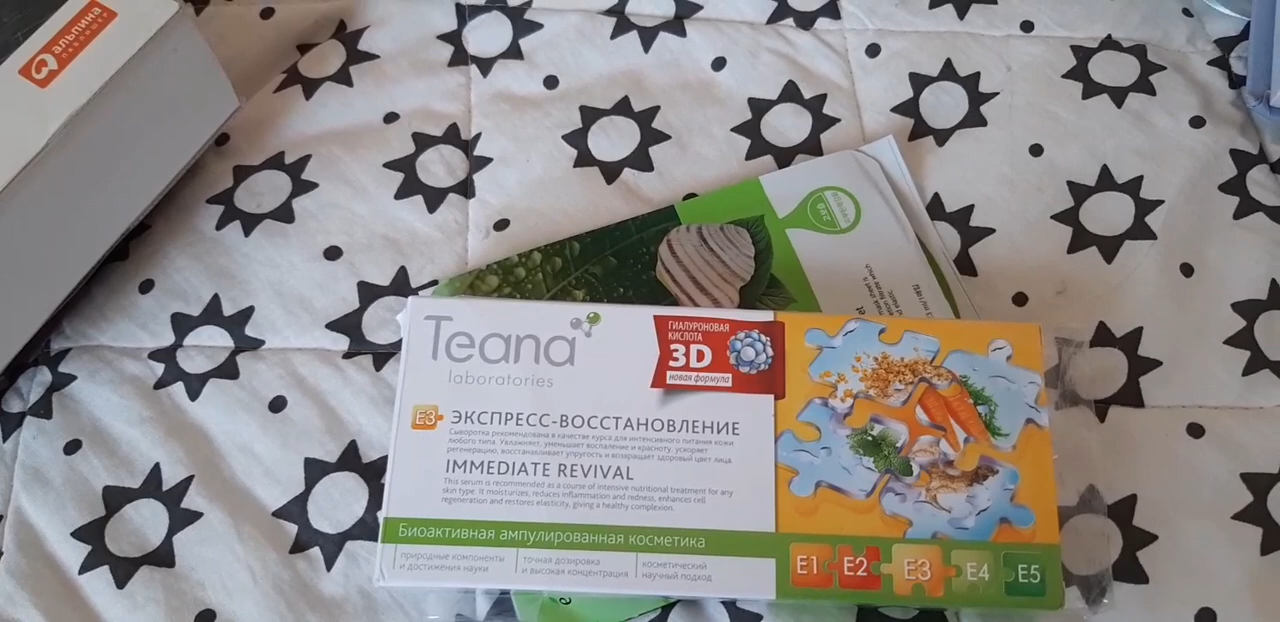 альпина
паблишер
Teana
laboratories
ГИАЛУРОНОВАЯ
КИСЛОТА
3D
новая формула
E3 ЭКСПРЕСС-ВОССТАНОВЛЕНИЕ
Сыворотка рекомендована в качестве курса для интенсивного питания кожи
любого типа. Увлажняет, уменьшает воспаление и красноту, ускоряет
регенерацию, восстанавливает упругость и возвращает здоровый цвет лица.
IMMEDIATE REVIVAL
This serum is recommended as a course of intensive nutritional treatment for any
skin type. It moisturizes, reduces inflammation and redness, enhances cell
regeneration and restores elasticity, giving a healthy complexion.
Биоактивная ампулированная косметика
природные компоненты
и достижения науки
точная дозировка
и высокая концентрация
косметический
научный подход
E1 E2 E3 E4 E5